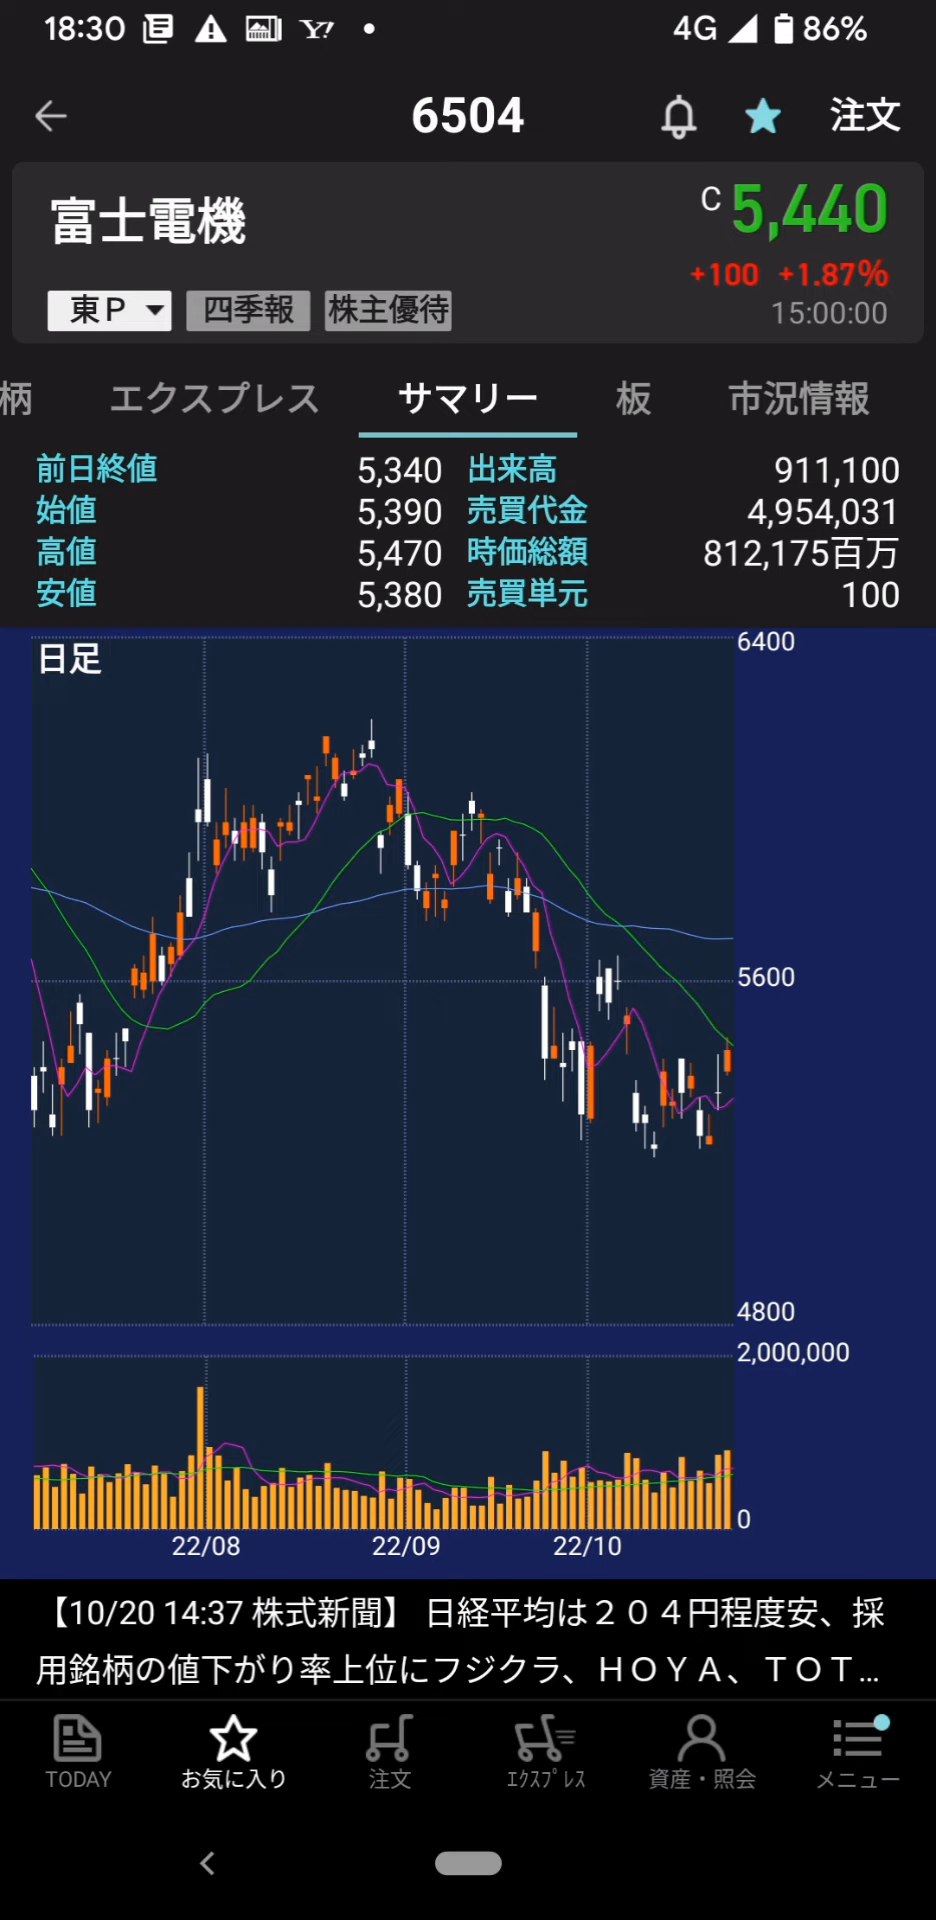 18:30 Y! 4G 86%
6504 注文
富士電機 C 5,440
+100 +1.87%
東P 四季報 株主優待 15:00:00
柄 エクスプレス サマリー 板 市況情報
前日終値 5,340 出来高 911,100
始値 5,390 売買代金 4,954,031
高値 5,470 時価総額 812,175百万
安値 5,380 売買単元 100
日足 6400
5600
4800
2,000,000
0
22/08 22/09 22/10
【10/20 14:37 株式新聞】 日経平均は２０４円程度安、採
用銘柄の値下がり率上位にフジクラ、ＨＯＹＡ、ＴＯＴ...
TODAY お気に入り 注文 ｴｸｽﾌﾟﾚｽ 資産・照会 メニュー